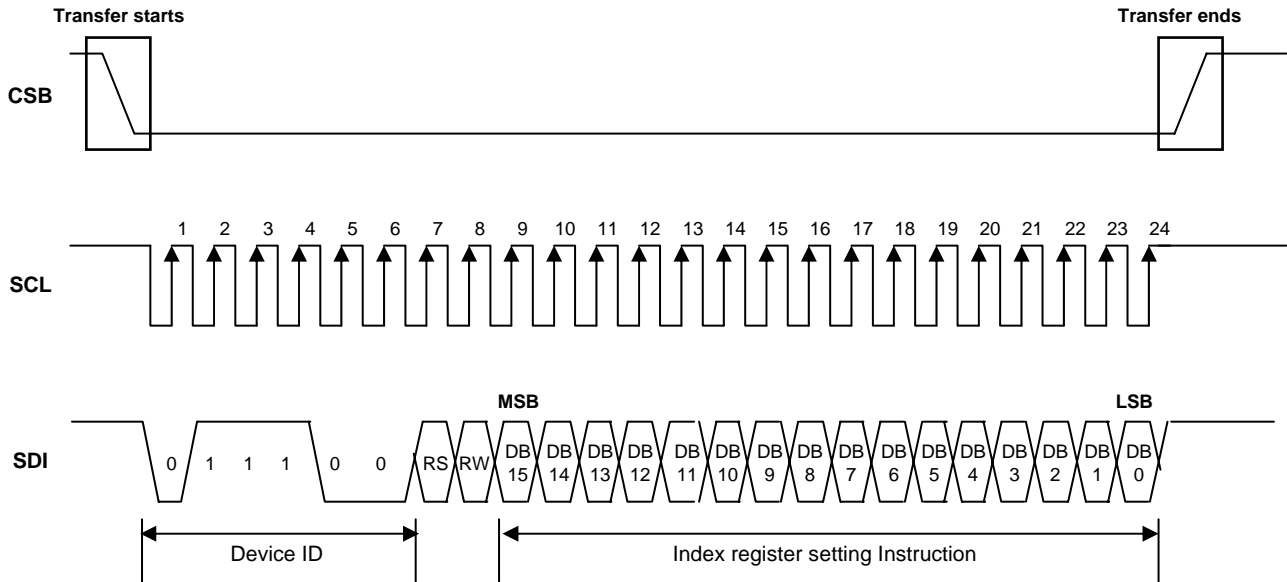 Transfer starts Transfer ends
CSB
1 2 3 4 5 6 7 8 9 10 11 12 13 14 15 16 17 18 19 20 21 22 23 24
SCL
MSB LSB
SDI
0 1 1 1 0 0 RS RW DB DB DB DB DB DB DB DB DB DB DB DB DB DB DB DB
15 14 13 12 11 10 9 8 7 6 5 4 3 2 1 0
Device ID Index register setting Instruction